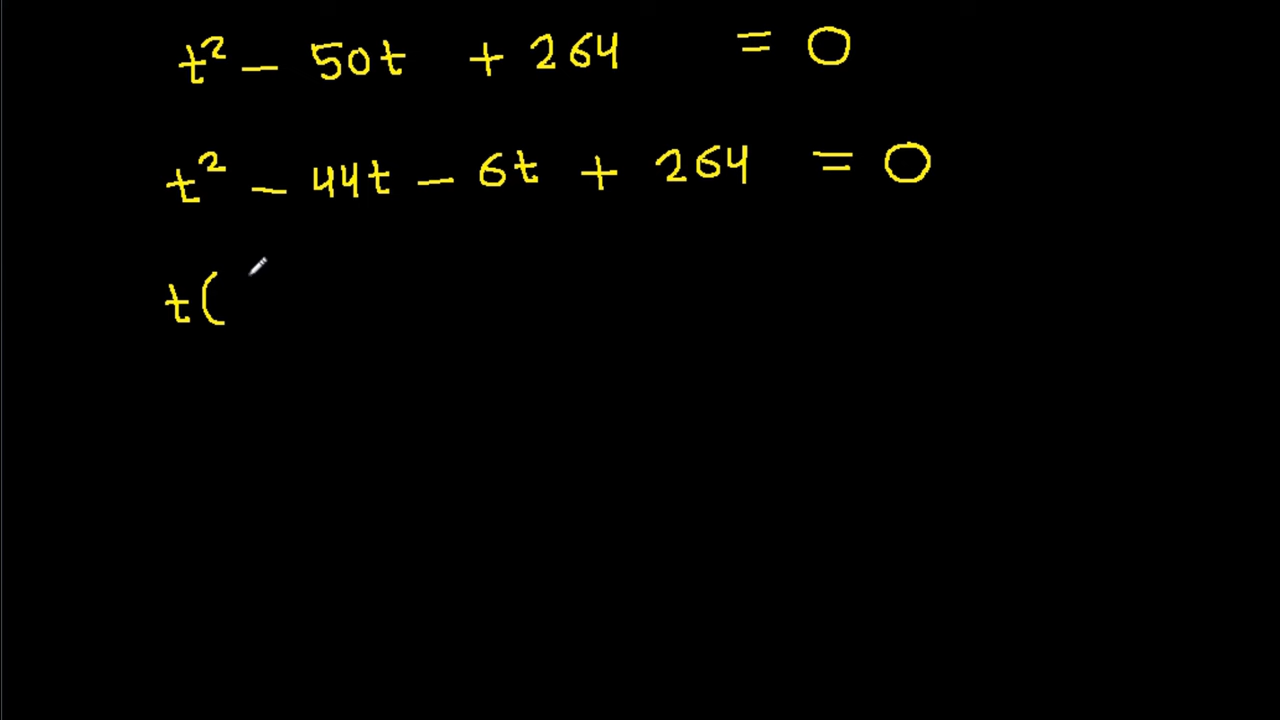 t² − 50t + 264 = 0
t² − 44t − 6t + 264 = 0
t(